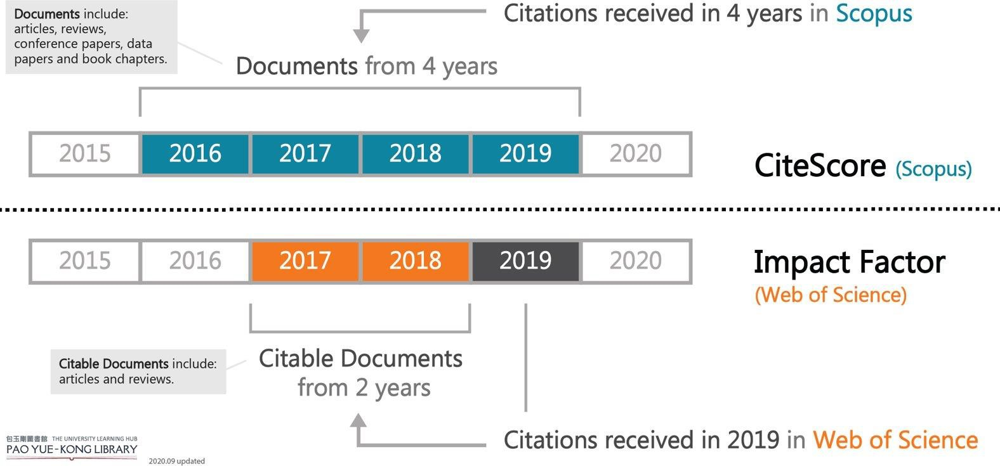 Documents include:
articles, reviews,
conference papers, data
papers and book chapters.
Citations received in 4 years in Scopus
Documents from 4 years
2015 2016 2017 2018 2019 2020
CiteScore (Scopus)
2015 2016 2017 2018 2019 2020
Impact Factor
(Web of Science)
Citable Documents include:
articles and reviews.
Citable Documents
from 2 years
Citations received in 2019 in Web of Science
包玉剛圖書館 THE UNIVERSITY LEARNING HUB
PAO YUE-KONG LIBRARY
2020.09 updated